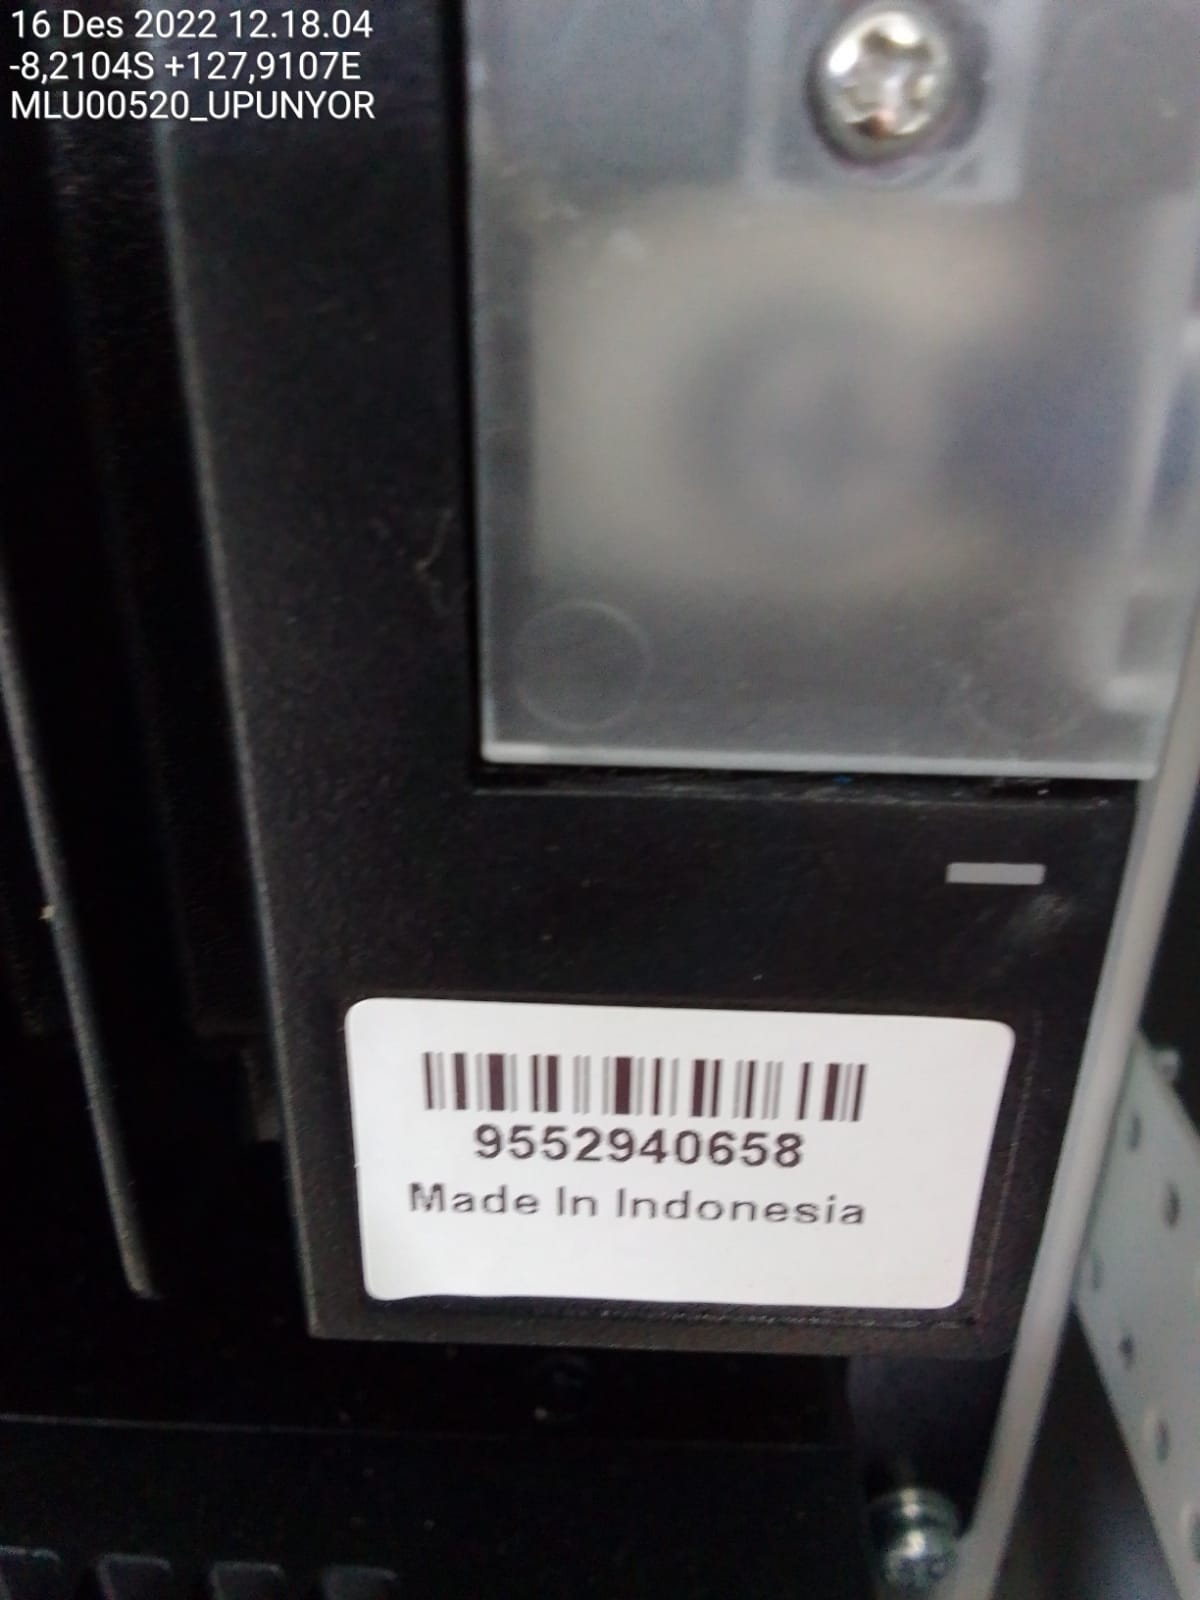 16 Des 2022 12.18.04
-8,2104S +127,9107E
MLU00520_UPUNYOR
9552940658
Made In Indonesia